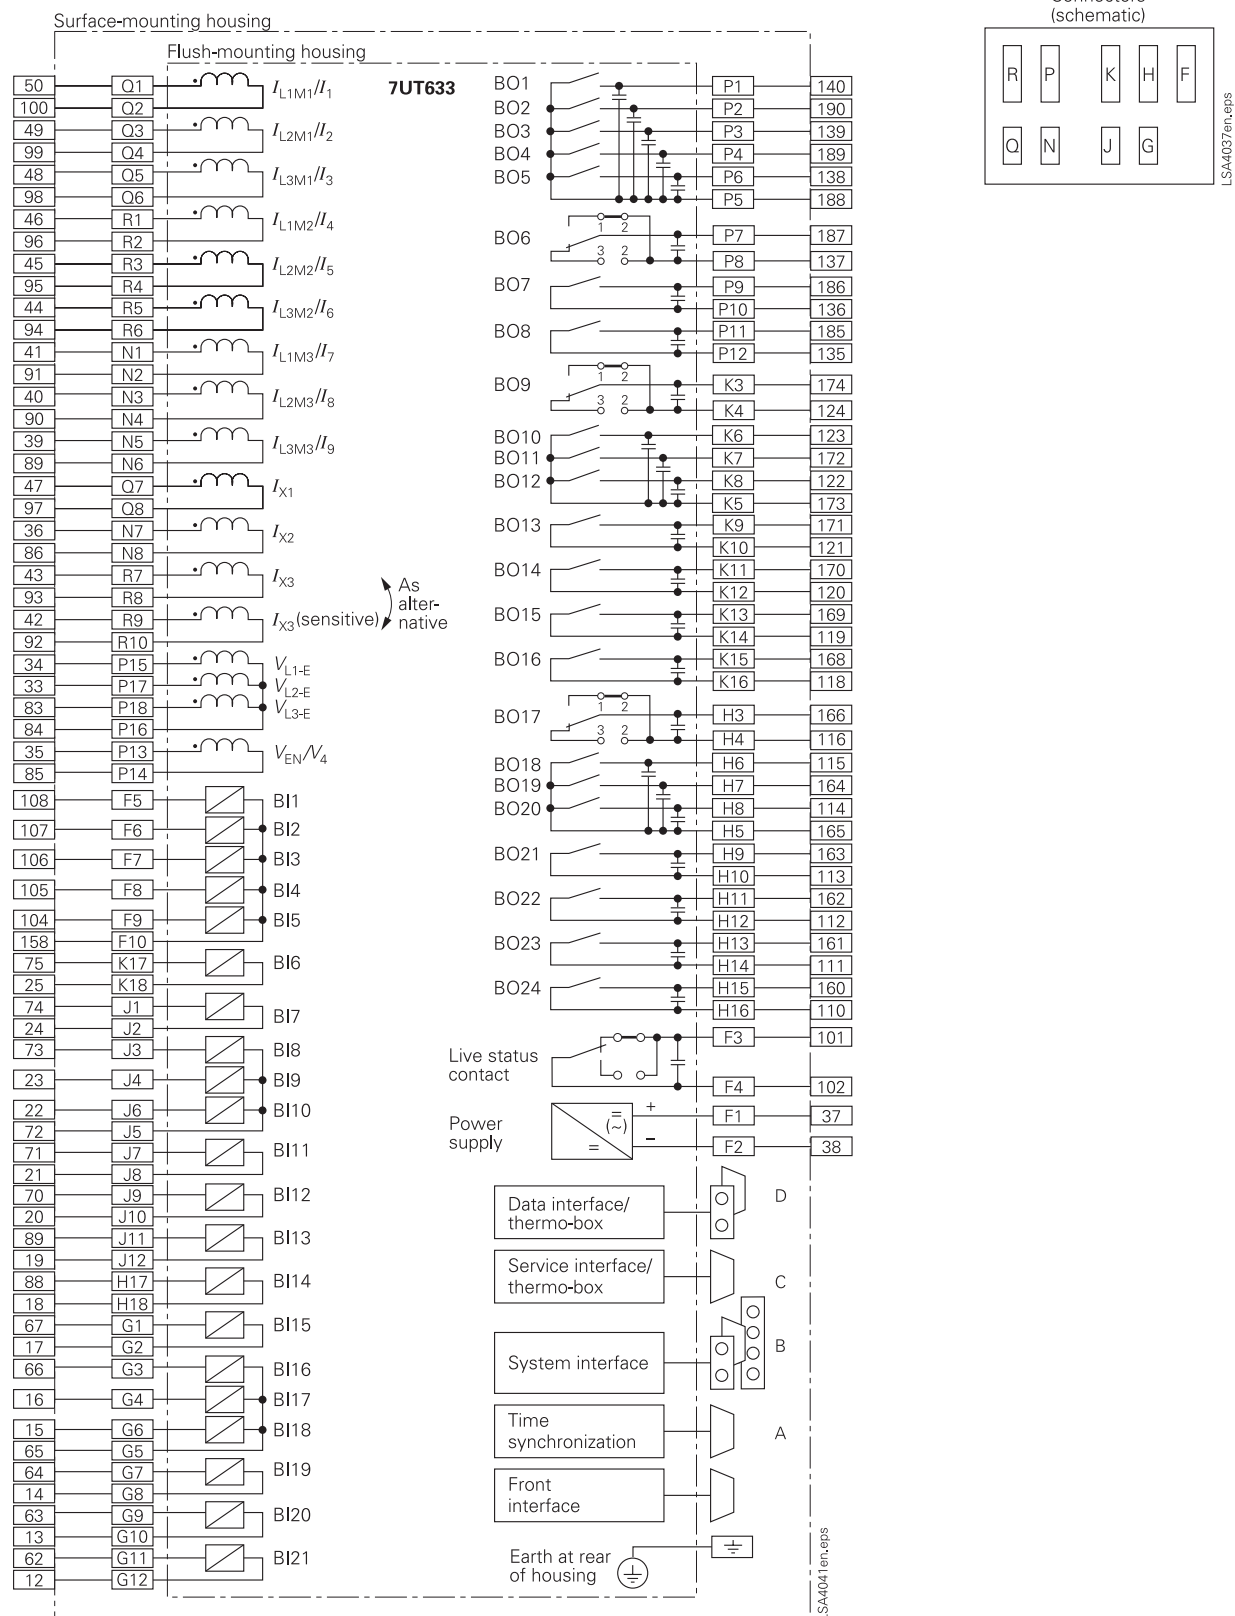 Surface-mounting housing
Flush-mounting housing
7UT633
50 Q1 IL1M1/I1
100 Q2
49 Q3 IL2M1/I2
99 Q4
48 Q5 IL3M1/I3
98 Q6
46 R1 IL1M2/I4
96 R2
45 R3 IL2M2/I5
95 R4
44 R5 IL3M2/I6
94 R6
41 N1 IL1M3/I7
91 N2
40 N3 IL2M3/I8
90 N4
39 N5 IL3M3/I9
89 N6
47 Q7 IX1
97 Q8
36 N7 IX2
86 N8
43 R7 IX3
93 R8
42 R9 IX3(sensitive)
92 R10
As
alter-
native
34 P15 VL1-E
33 P17 VL2-E
83 P18 VL3-E
84 P16
35 P13 VEN/V4
85 P14
108 F5 BI1
107 F6 BI2
106 F7 BI3
105 F8 BI4
104 F9 BI5
158 F10
75 K17 BI6
25 K18
74 J1 BI7
24 J2
73 J3 BI8
23 J4 BI9
22 J6 BI10
72 J5
71 J7 BI11
21 J8
70 J9 BI12
20 J10
89 J11 BI13
19 J12
88 H17 BI14
18 H18
67 G1 BI15
17 G2
66 G3 BI16
16 G4 BI17
15 G6 BI18
65 G5
64 G7 BI19
14 G8
63 G9 BI20
13 G10
62 G11 BI21
12 G12
BO1 P1 140
BO2 P2 190
BO3 P3 139
BO4 P4 189
BO5 P6 138
P5 188
BO6 1 2 3 2 P7 187
P8 137
BO7 P9 186
P10 136
BO8 P11 185
P12 135
BO9 1 2 3 2 K3 174
K4 124
BO10 K6 123
BO11 K7 172
BO12 K8 122
K5 173
BO13 K9 171
K10 121
BO14 K11 170
K12 120
BO15 K13 169
K14 119
BO16 K15 168
K16 118
BO17 1 2 3 2 H3 166
H4 116
BO18 H6 115
BO19 H7 164
BO20 H8 114
H5 165
BO21 H9 163
H10 113
BO22 H11 162
H12 112
BO23 H13 161
H14 111
BO24 H15 160
H16 110
Live status
contact
F3 101
F4 102
Power
supply
= (~) =
+ F1 37
– F2 38
Data interface/
thermo-box
D
Service interface/
thermo-box
C
System interface
B
Time
synchronization
A
Front
interface
Earth at rear
of housing
(schematic)
R P K H F
Q N J G
LSA4037en.eps